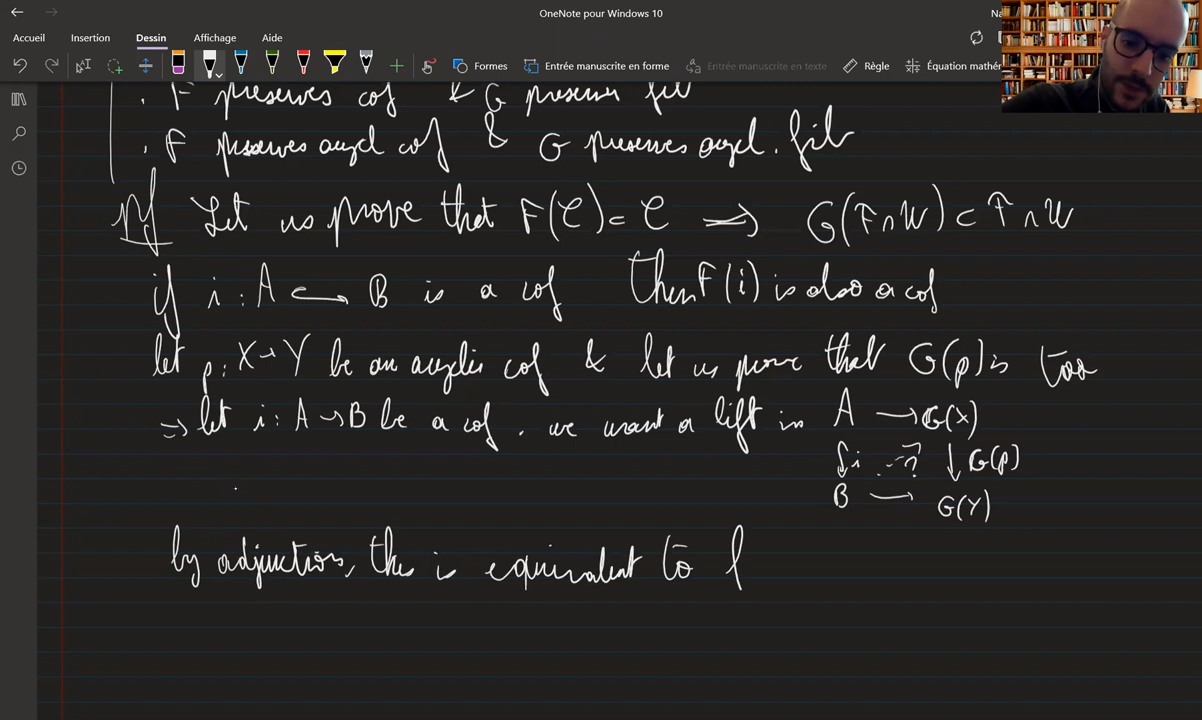 OneNote pour Windows 10
Accueil Insertion Dessin Affichage Aide
Formes Entrée manuscrite en forme Entrée manuscrite en texte Règle Équation mathém
. F preserves cof & G preserves fib
. F preserves acycl cof & G preserves acycl. fib
Pf Let us prove that F(C) ⊂ C ⟹ G(F∩W) ⊂ F∩W
if i : A ↪ B is a cof then F(i) is also a cof
let p : X → Y be an acyclic cof & let us prove that G(p) is too
⇒ let i : A → B be a cof. we want a lift in A → G(X)
i ? ↓ G(p)
B → G(Y)
by adjunction, this is equivalent to